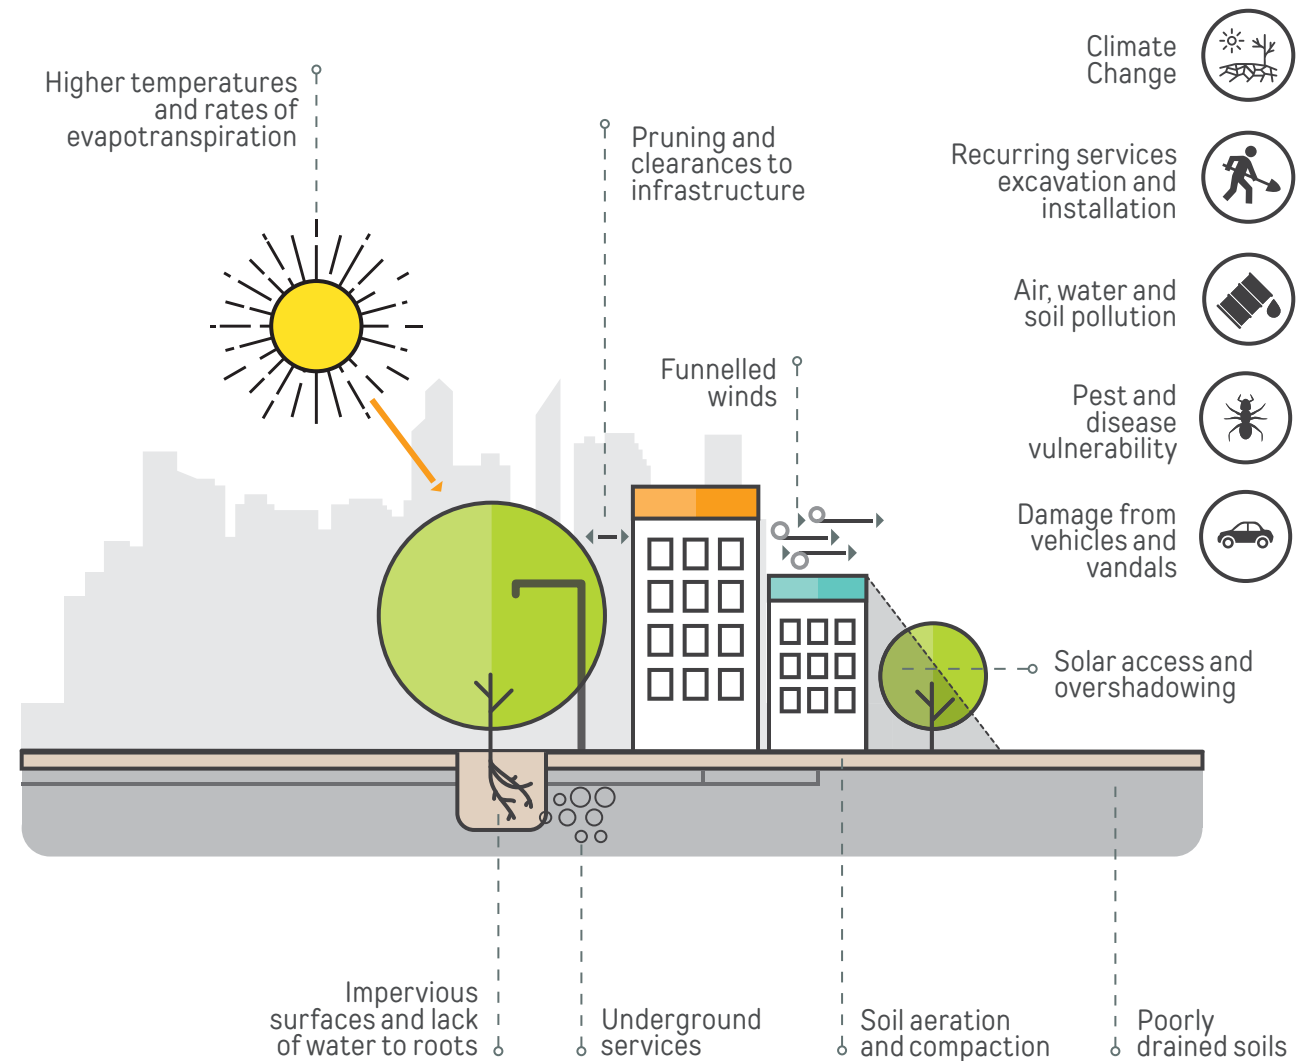 Higher temperatures
and rates of
evapotranspiration
Pruning and
clearances to
infrastructure
Funnelled
winds
Climate
Change
Recurring services
excavation and
installation
Air, water and
soil pollution
Pest and
disease
vulnerability
Damage from
vehicles and
vandals
Solar access and
overshadowing
Impervious
surfaces and lack
of water to roots
Underground
services
Soil aeration
and compaction
Poorly
drained soils